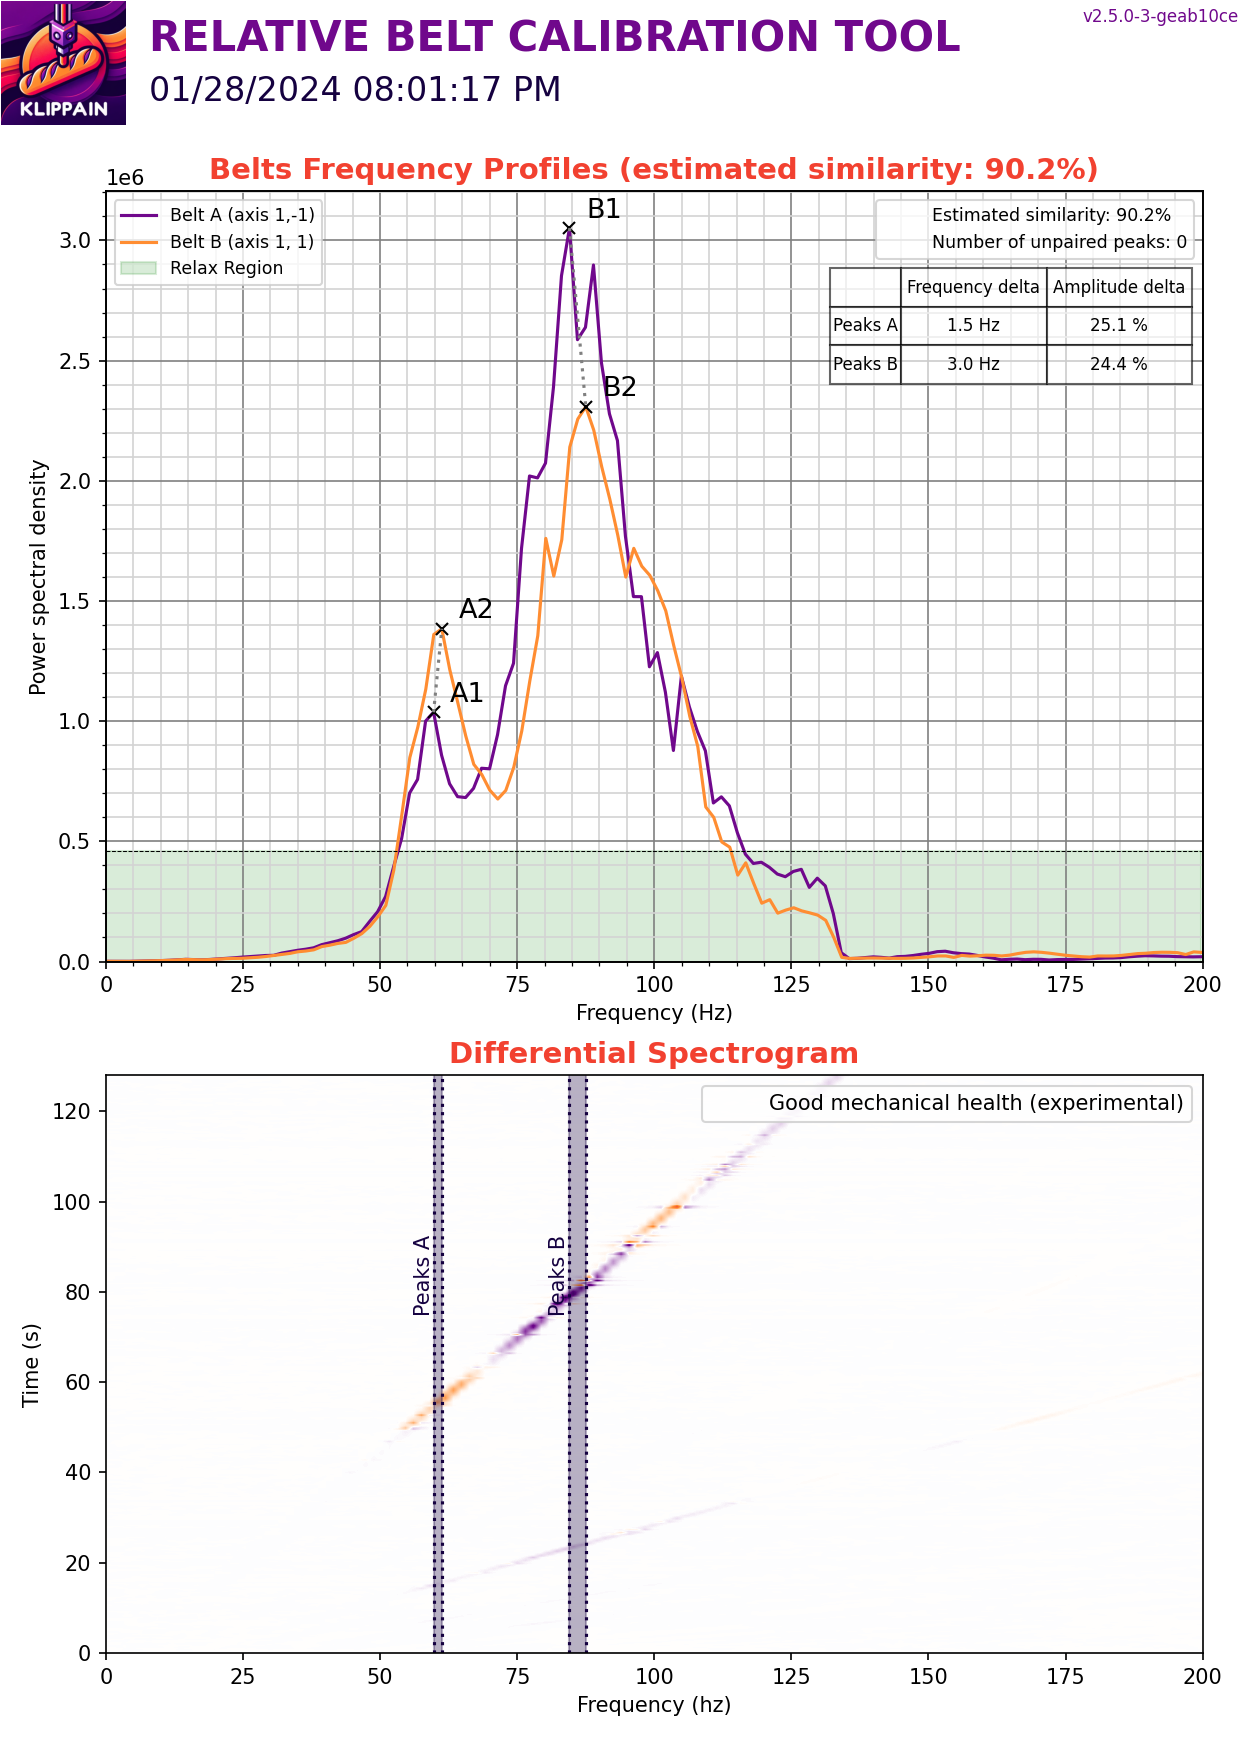 v2.5.0-3-geab10ce
RELATIVE BELT CALIBRATION TOOL
01/28/2024 08:01:17 PM
KLIPPAIN
Belts Frequency Profiles (estimated similarity: 90.2%)
1e6
Belt A (axis 1,-1)
Belt B (axis 1, 1)
Relax Region
Estimated similarity: 90.2%
Number of unpaired peaks: 0
Frequency delta Amplitude delta
Peaks A 1.5 Hz 25.1 %
Peaks B 3.0 Hz 24.4 %
B1
B2
A2
A1
Power spectral density
3.0
2.5
2.0
1.5
1.0
0.5
0.0
0 25 50 75 100 125 150 175 200
Frequency (Hz)
Differential Spectrogram
Good mechanical health (experimental)
Peaks A
Peaks B
Time (s)
120
100
80
60
40
20
0
0 25 50 75 100 125 150 175 200
Frequency (hz)